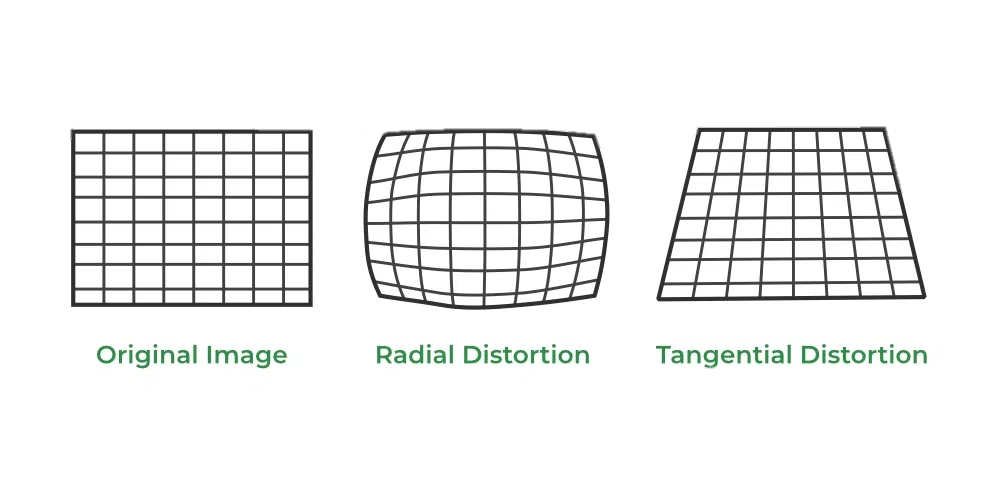 Original Image
Radial Distortion
Tangential Distortion